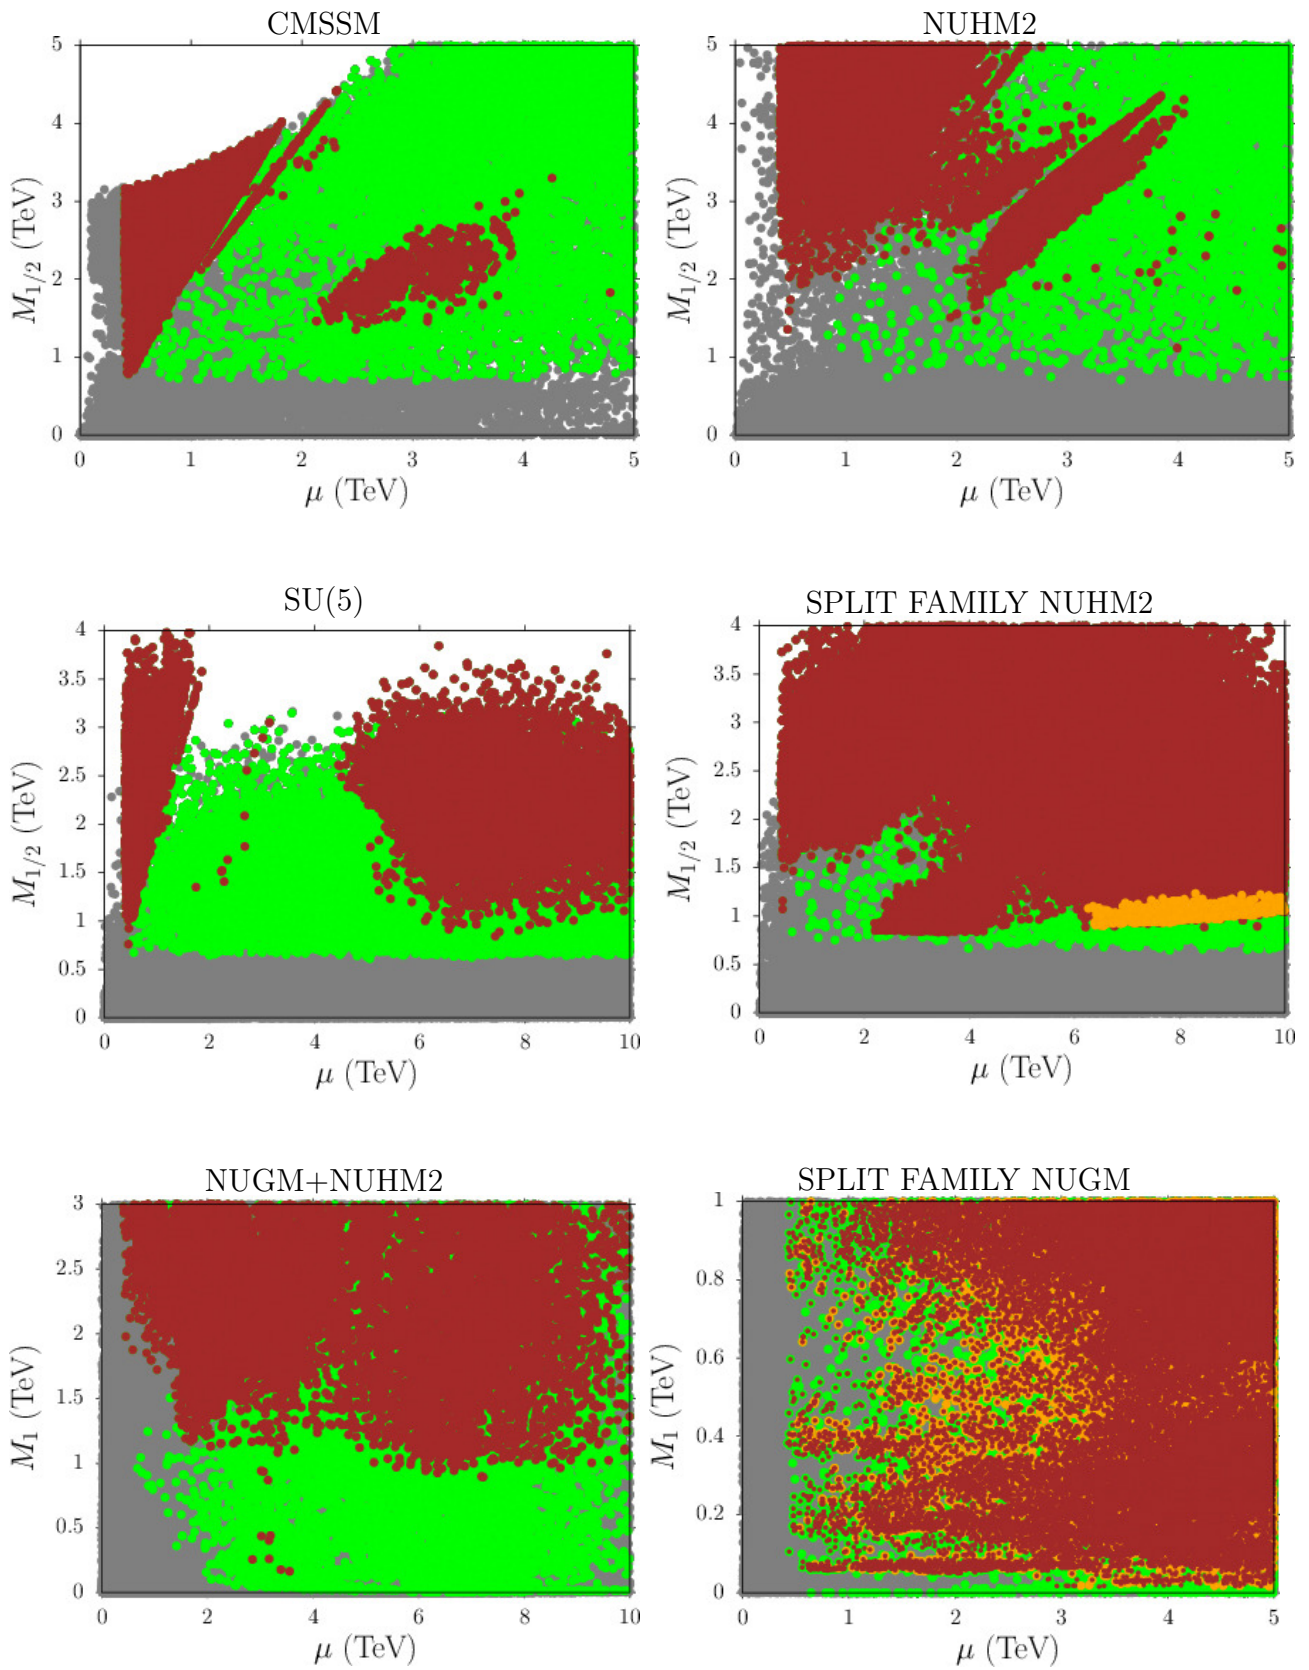 CMSSM
5
4
3
2
1
0
M1/2 (TeV)
0 1 2 3 4 5
μ (TeV)
NUHM2
5
4
3
2
1
0
M1/2 (TeV)
0 1 2 3 4 5
μ (TeV)
SU(5)
4
3.5
3
2.5
2
1.5
1
0.5
0
M1/2 (TeV)
0 2 4 6 8 10
μ (TeV)
SPLIT FAMILY NUHM2
4
3.5
3
2.5
2
1.5
1
0.5
0
M1/2 (TeV)
0 2 4 6 8 10
μ (TeV)
NUGM+NUHM2
3
2.5
2
1.5
1
0.5
0
M1 (TeV)
0 2 4 6 8 10
μ (TeV)
SPLIT FAMILY NUGM
1
0.8
0.6
0.4
0.2
0
M1 (TeV)
0 1 2 3 4 5
μ (TeV)